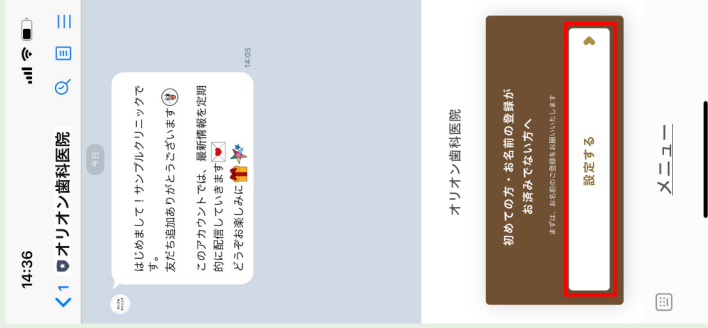 14:36
1
オリオン歯科医院
今日
はじめまして！サンプルクリニックで
す。
友だち追加ありがとうございます
このアカウントでは、最新情報を定期
的に配信していきます
どうぞお楽しみに
14:05
オリオン歯科医院
初めての方・お名前の登録が
お済みでない方へ
まずは、お名前のご登録をお願いいたします
設定する
メニュー